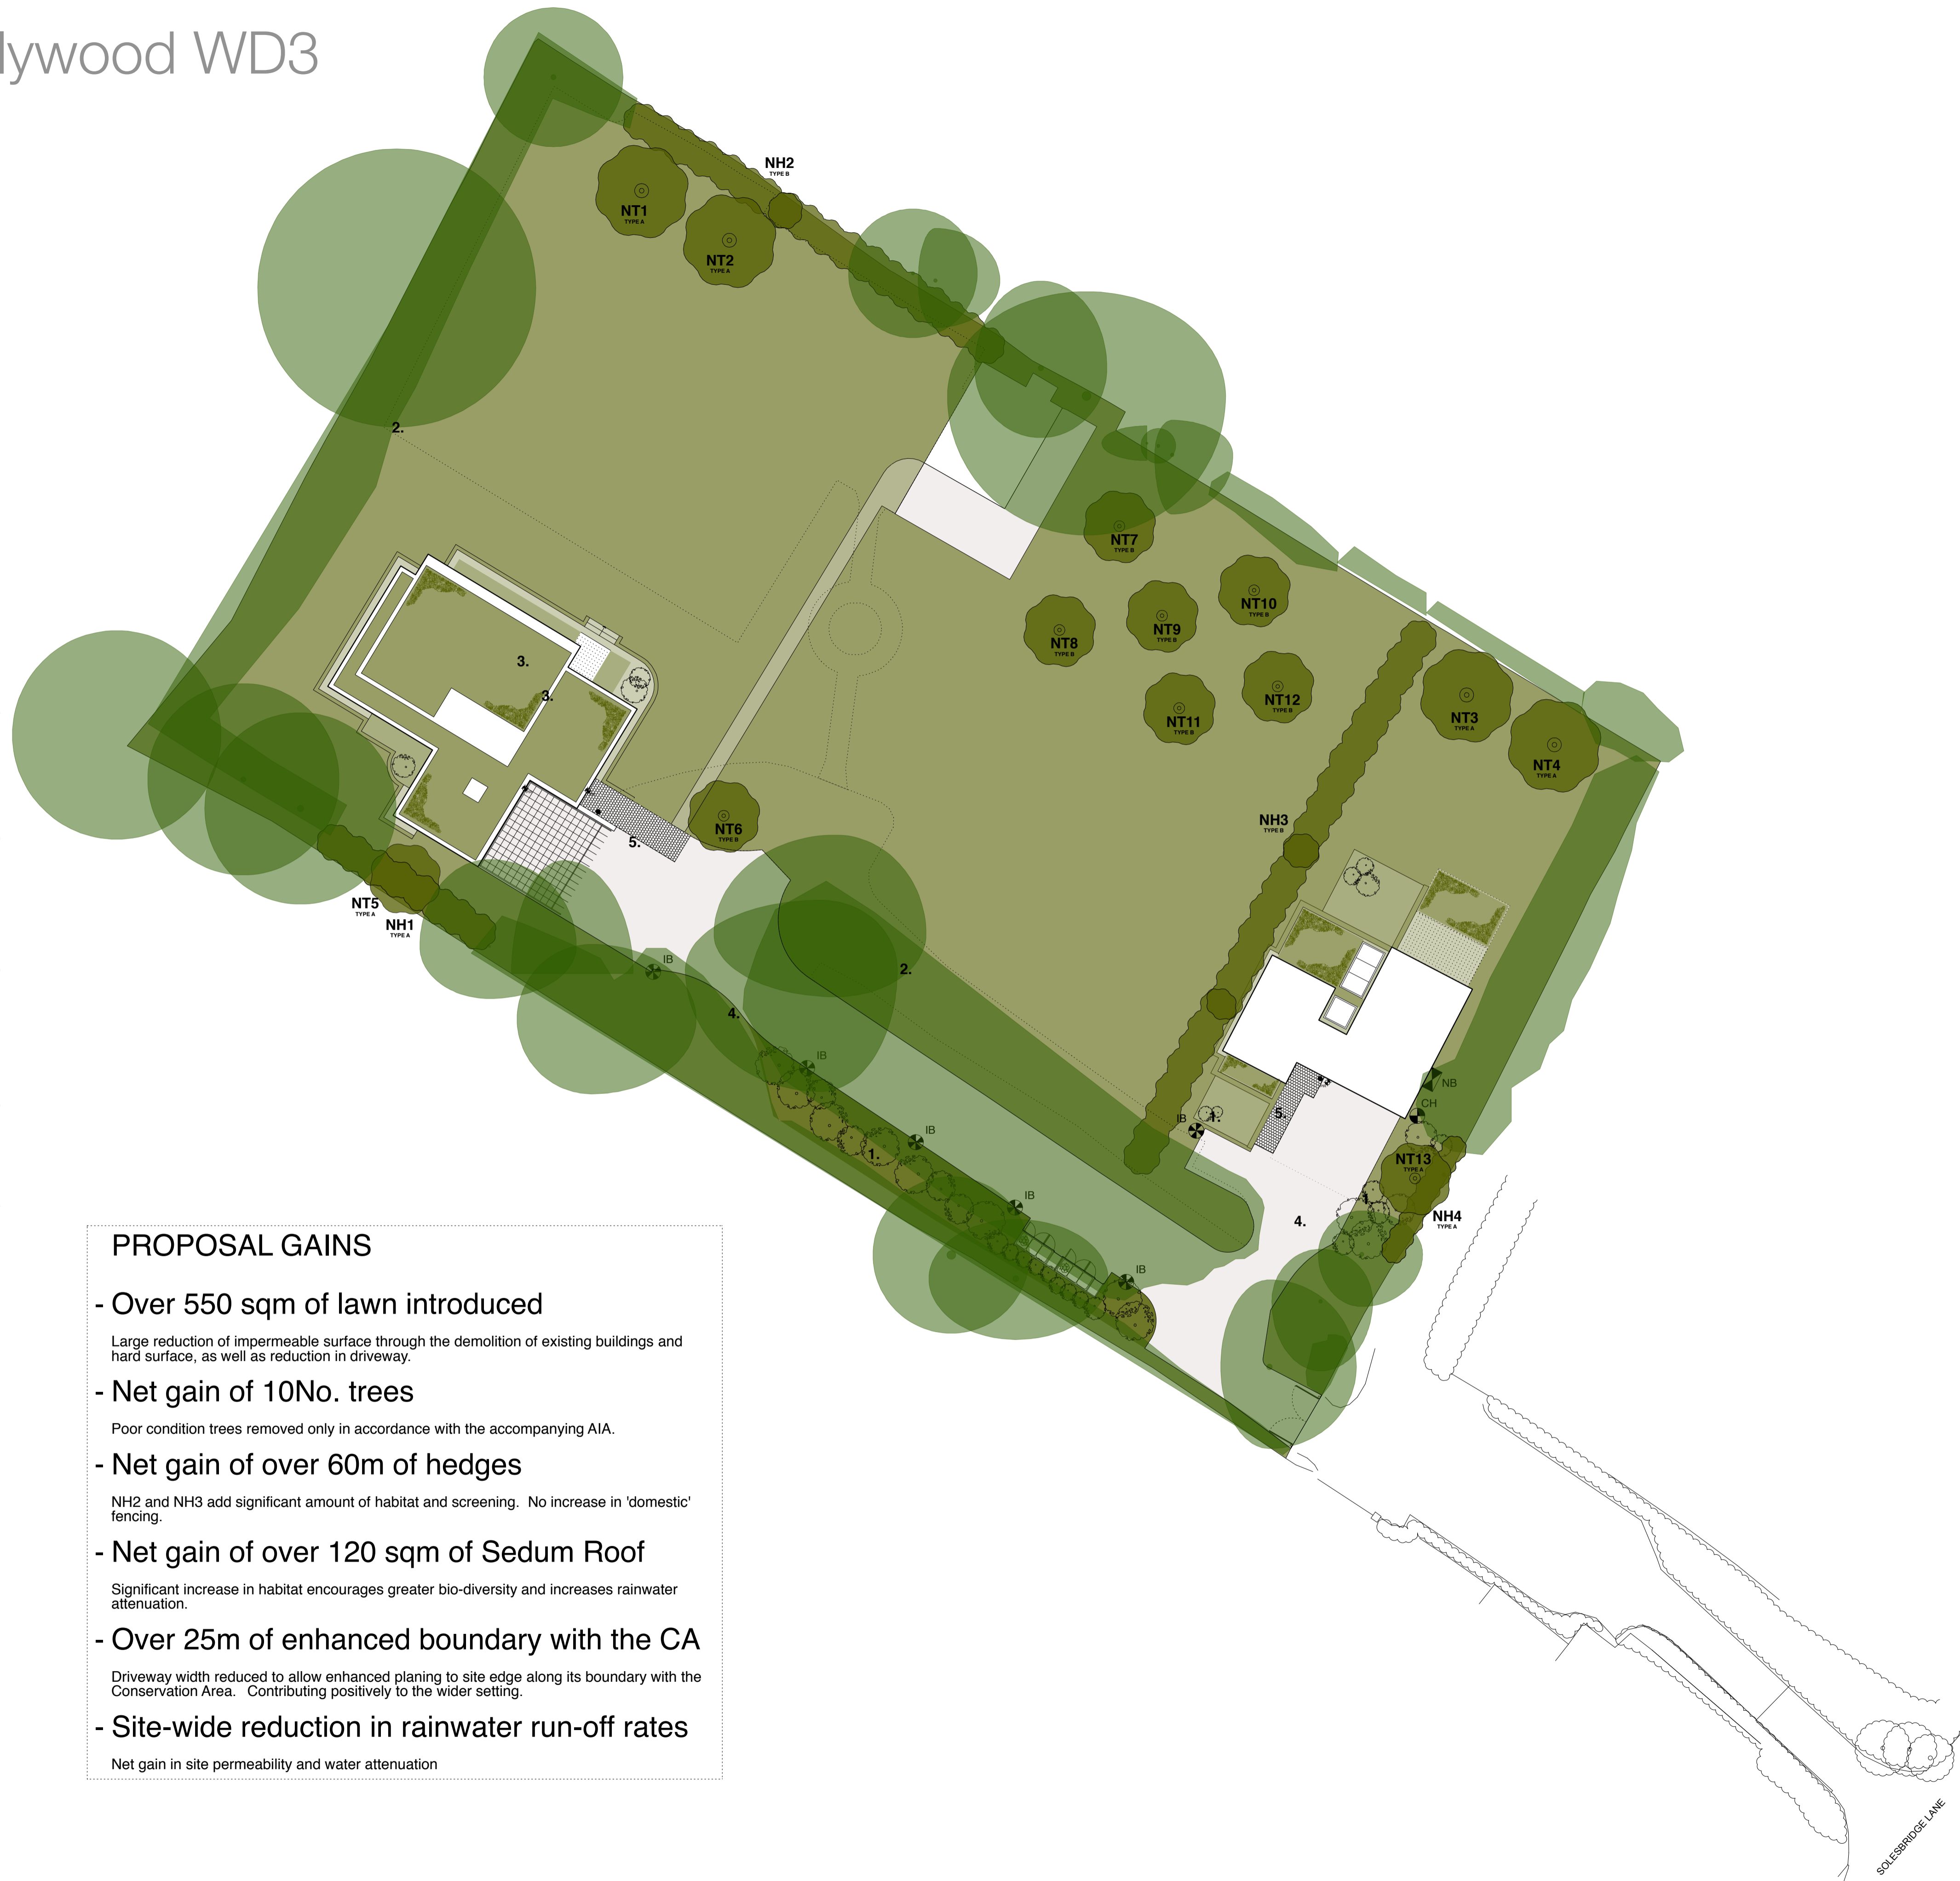 lywood WD3
NH2
TYPE B
NT1
TYPE A
NT2
TYPE A
2.
NT7
TYPE B
NT10
TYPE B
NT9
TYPE B
NT8
TYPE B
3.
3.
NT12
TYPE B
NT11
TYPE B
NT3
TYPE A
NT4
TYPE A
NH3
TYPE B
NT6
TYPE B
5.
NT5
TYPE A
NH1
TYPE A
IB
2.
4.
IB
NB
CH
IB
1.
5.
IB
1.
NT13
TYPE A
1.
IB
4.
NH4
TYPE A
IB
PROPOSAL GAINS
- Over 550 sqm of lawn introduced
Large reduction of impermeable surface through the demolition of existing buildings and
hard surface, as well as reduction in driveway.
- Net gain of 10No. trees
Poor condition trees removed only in accordance with the accompanying AIA.
- Net gain of over 60m of hedges
NH2 and NH3 add significant amount of habitat and screening. No increase in 'domestic'
fencing.
- Net gain of over 120 sqm of Sedum Roof
Significant increase in habitat encourages greater bio-diversity and increases rainwater
attenuation.
- Over 25m of enhanced boundary with the CA
Driveway width reduced to allow enhanced planing to site edge along its boundary with the
Conservation Area. Contributing positively to the wider setting.
- Site-wide reduction in rainwater run-off rates
Net gain in site permeability and water attenuation
SOLESBRIDGE LANE